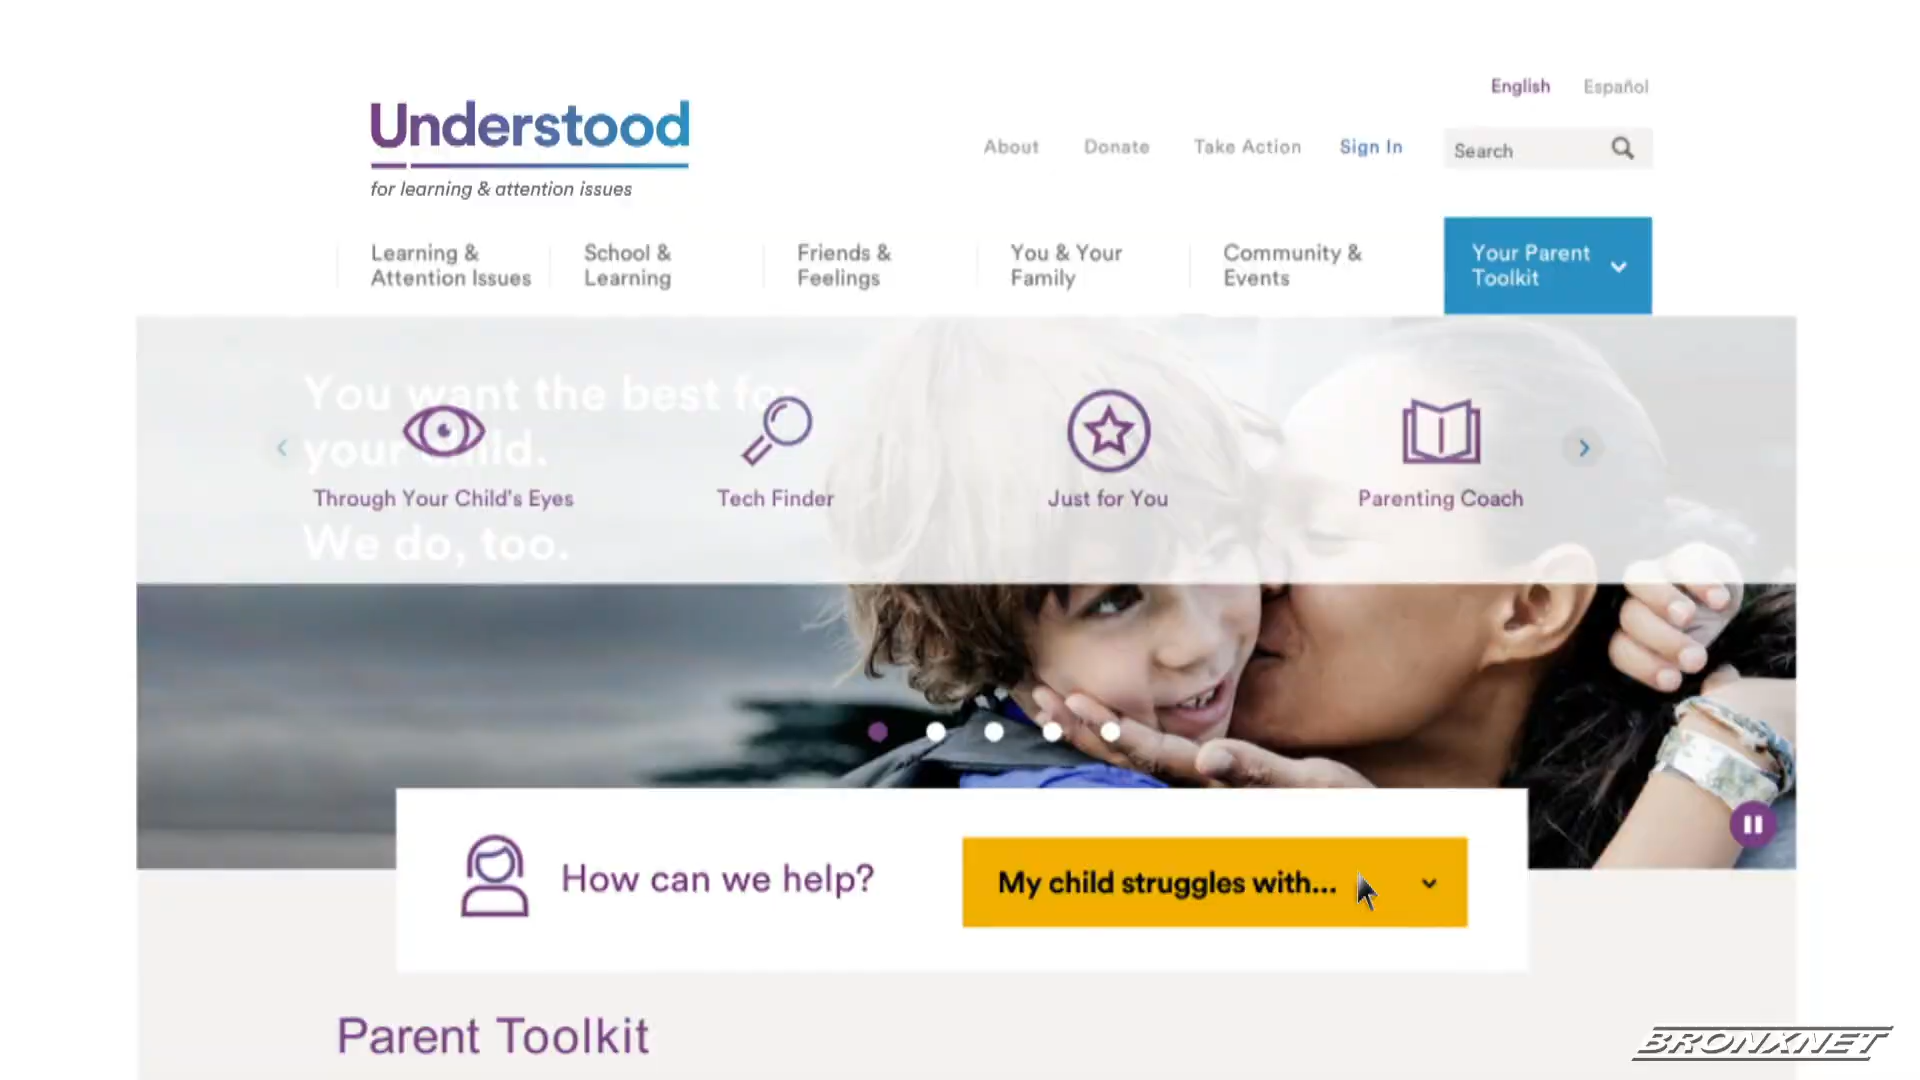 English Español
Understood
for learning & attention issues
About Donate Take Action Sign In Search
Learning & Attention Issues
School & Learning
Friends & Feelings
You & Your Family
Community & Events
Your Parent Toolkit
You want the best for
your child.
We do, too.
Through Your Child's Eyes
Tech Finder
Just for You
Parenting Coach
How can we help?
My child struggles with...
Parent Toolkit
BRONXNET